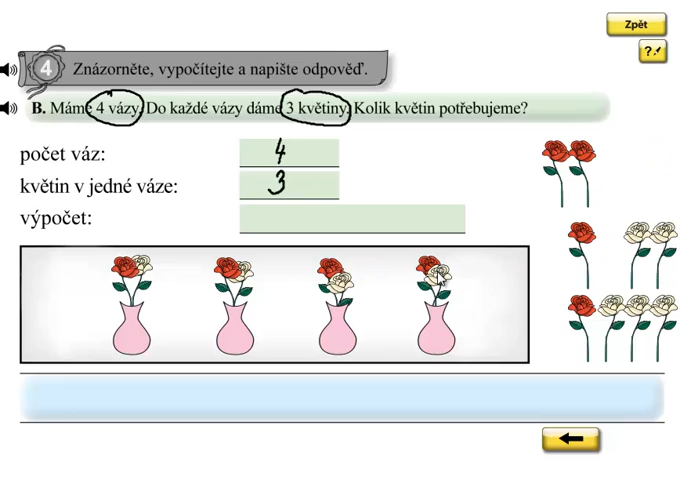 Zpět
?
4 Znázorněte, vypočítejte a napište odpověď.
B. Máme 4 vázy. Do každé vázy dáme 3 květiny. Kolik květin potřebujeme?
počet váz: 4
květin v jedné váze: 3
výpočet: